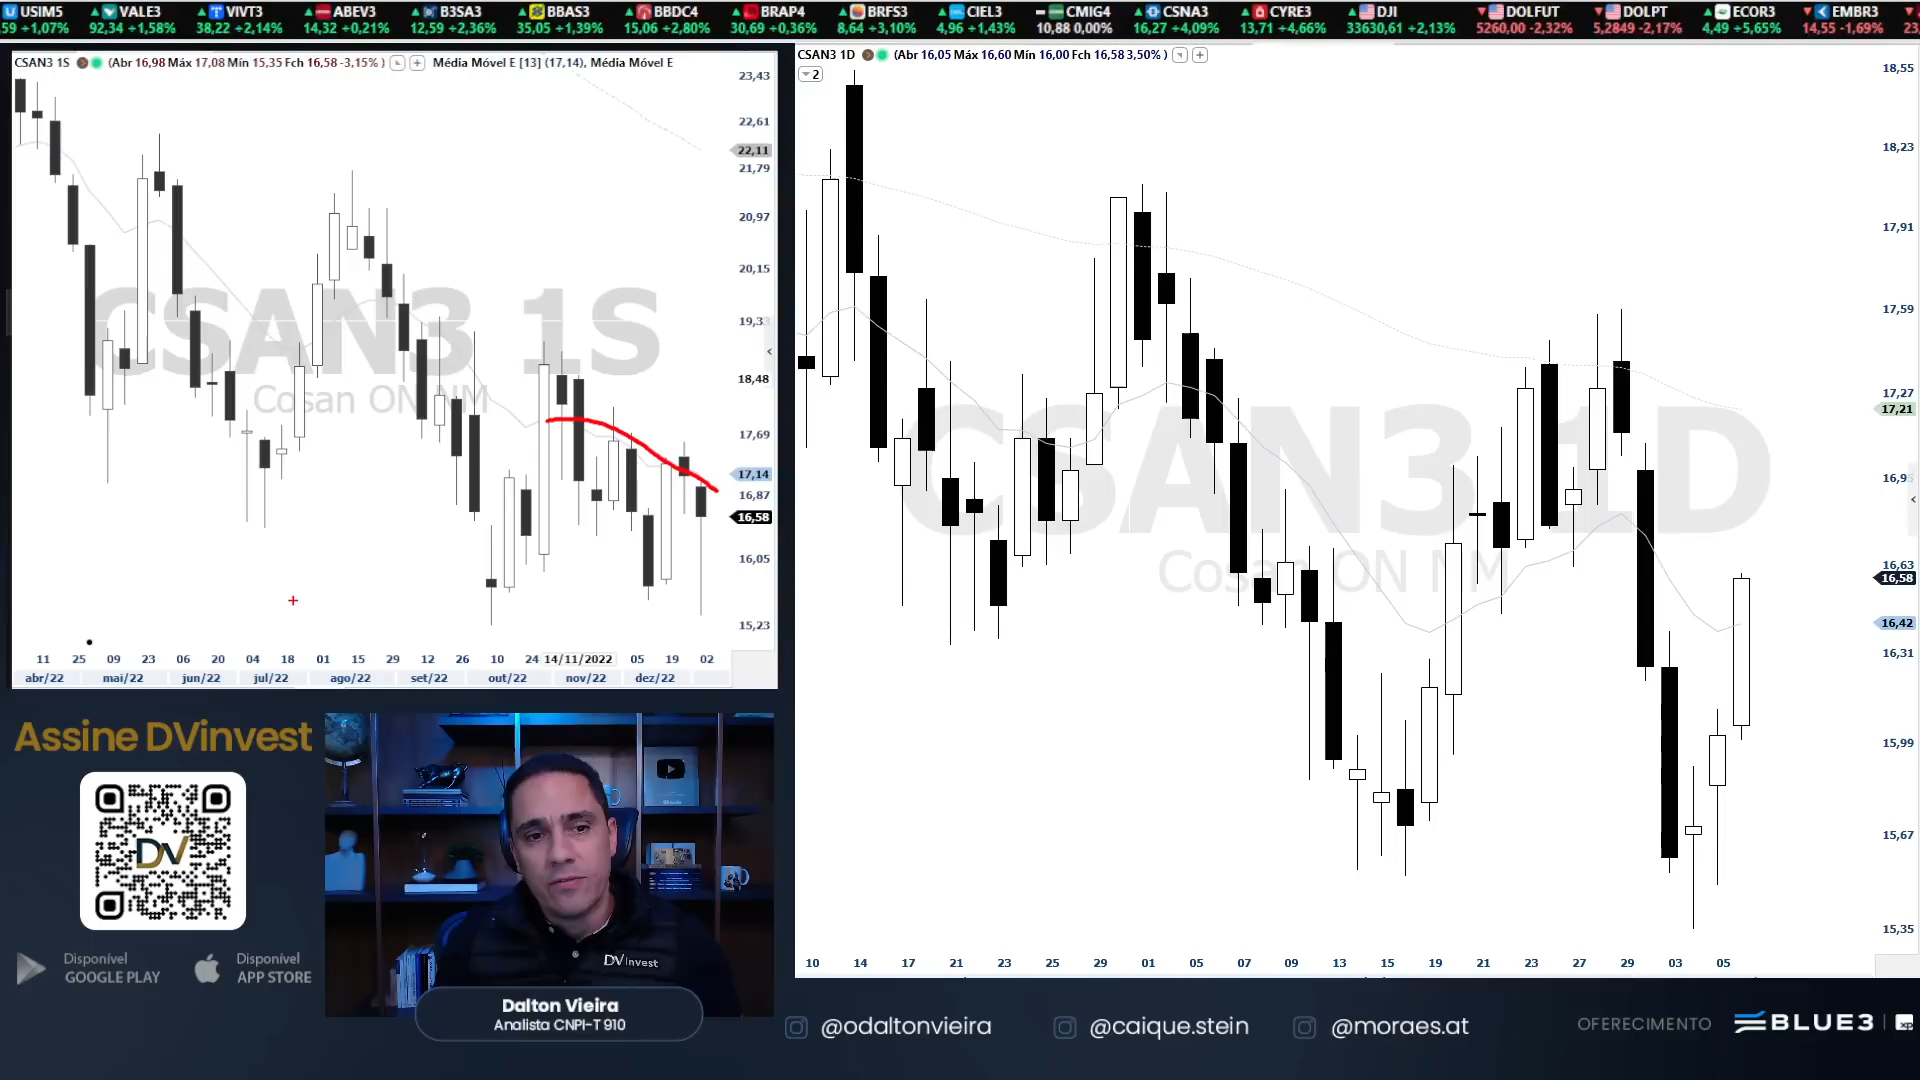 USIM5 VALE3 VIVT3 ABEV3 B3SA3 BBAS3 BBDC4 BRAP4 BRFS3 CIEL3 CMIG4 CSNA3 CYRE3 DJI DOLFUT DOLPT ECOR3 EMBR3
59 +1,07% 92,34 +1,58% 38,22 +2,14% 14,32 +0,21% 12,59 +2,36% 35,05 +1,39% 15,06 +2,80% 30,69 +0,36% 8,64 +3,10% 4,96 +1,43% 10,88 0,00% 16,27 +4,09% 13,71 +4,66% 33630,61 +2,13% 5260,00 -2,32% 5,2849 -2,17% 4,49 +5,65% 14,55 -1,69% 23
CSAN3 1S (Abr 16,98 Máx 17,08 Mín 15,35 Fch 16,58 -3,15% ) Média Móvel E [13] (17,14), Média Móvel E
23,43
22,61
22,11
21,79
20,97
20,15
19,33
18,48
17,69
17,14
16,87
16,58
16,05
15,23
CSAN3 1S
Cosan ON NM
11 25 09 23 06 20 04 18 01 15 29 12 26 10 24 14/11/2022 05 19 02
abr/22 mai/22 jun/22 jul/22 ago/22 set/22 out/22 nov/22 dez/22
CSAN3 1D (Abr 16,05 Máx 16,60 Mín 16,00 Fch 16,58 3,50% )
2
18,55
18,23
17,91
17,59
17,27
17,21
16,95
16,63
16,58
16,42
16,31
15,99
15,67
15,35
CSAN3 1D
Cosan ON NM
10 14 17 21 23 25 29 01 05 07 09 13 15 19 21 23 27 29 03 05
Assine DVinvest
DV
Disponível
GOOGLE PLAY
Disponível
APP STORE
DVinvest
Dalton Vieira
Analista CNPI-T 910
@odaltonvieira
@caique.stein
@moraes.at
OFERECIMENTO
BLUE3
xp